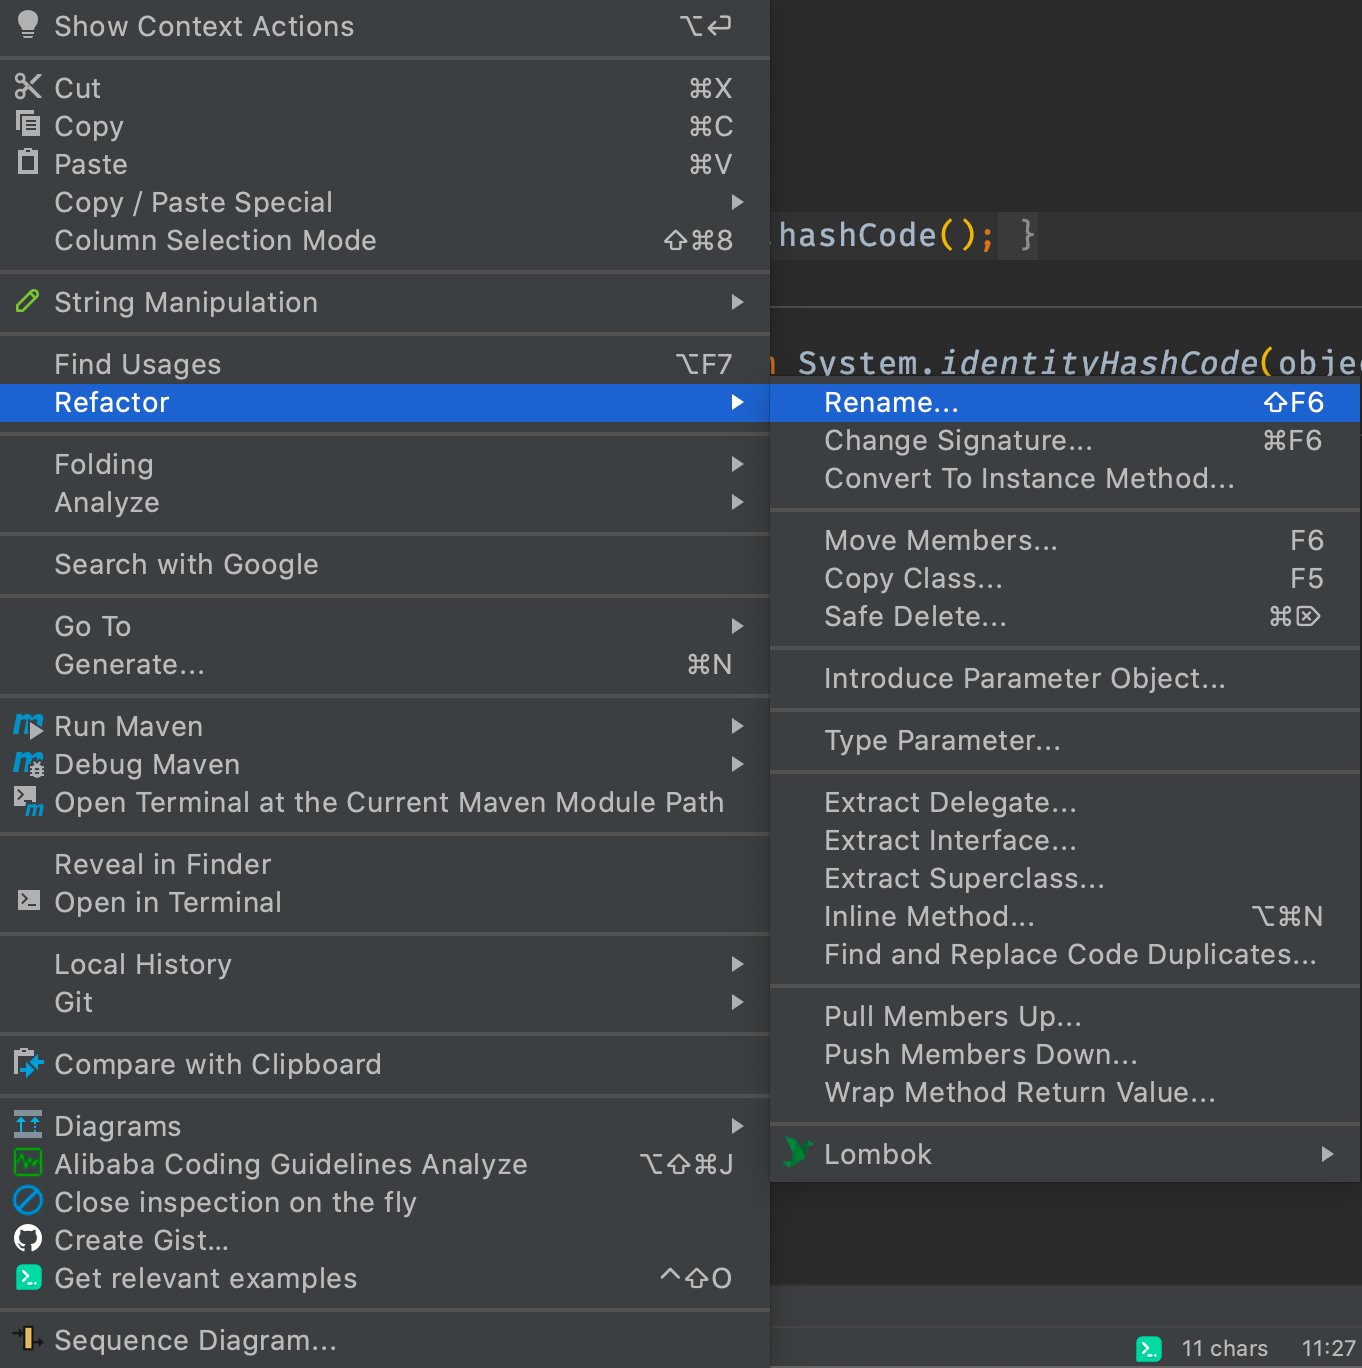 Show Context Actions ⌥⏎
Cut ⌘X
Copy ⌘C
Paste ⌘V
Copy / Paste Special
Column Selection Mode ⇧⌘8
String Manipulation
Find Usages ⌥F7
Refactor
Folding
Analyze
Search with Google
Go To
Generate... ⌘N
Run Maven
Debug Maven
Open Terminal at the Current Maven Module Path
Reveal in Finder
Open in Terminal
Local History
Git
Compare with Clipboard
Diagrams
Alibaba Coding Guidelines Analyze ⌥⇧⌘J
Close inspection on the fly
Create Gist...
Get relevant examples ^⇧O
Sequence Diagram...
.hashCode(); }
System.identityHashCode(obje
Rename... ⇧F6
Change Signature... ⌘F6
Convert To Instance Method...
Move Members... F6
Copy Class... F5
Safe Delete... ⌘⌦
Introduce Parameter Object...
Type Parameter...
Extract Delegate...
Extract Interface...
Extract Superclass...
Inline Method... ⌥⌘N
Find and Replace Code Duplicates...
Pull Members Up...
Push Members Down...
Wrap Method Return Value...
Lombok
11 chars 11:27